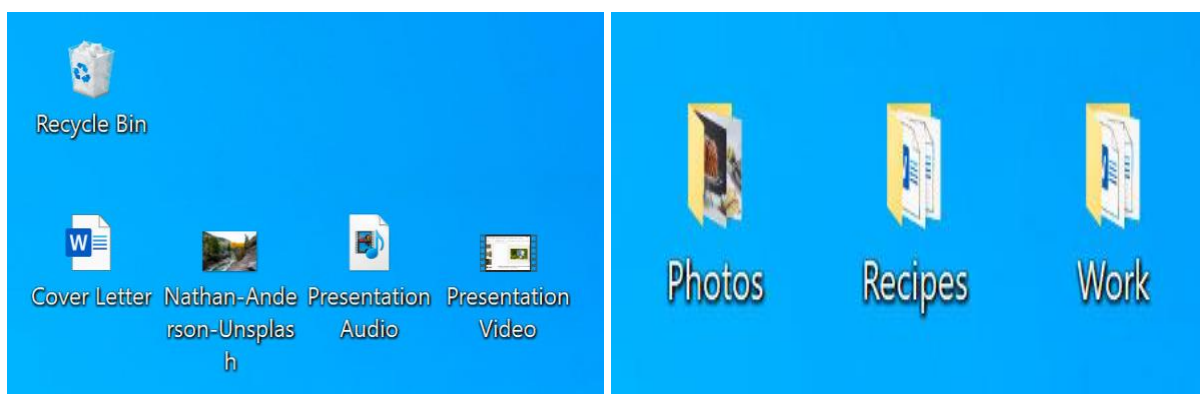 Recycle Bin
Cover Letter
Nathan-Ande
rson-Unsplas
h
Presentation
Audio
Presentation
Video
Photos
Recipes
Work